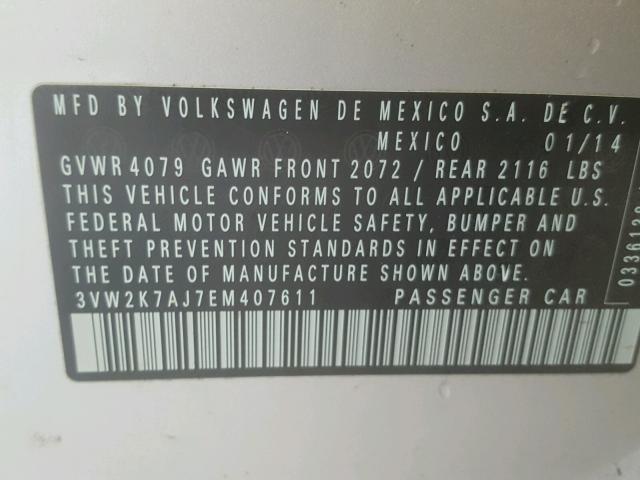 MFD BY VOLKSWAGEN DE MEXICO S.A. DE C.V.
MEXICO 01/14
GVWR 4079 GAWR FRONT 2072 / REAR 2116 LBS
THIS VEHICLE CONFORMS TO ALL APPLICABLE U.S.
FEDERAL MOTOR VEHICLE SAFETY, BUMPER AND
THEFT PREVENTION STANDARDS IN EFFECT ON
THE DATE OF MANUFACTURE SHOWN ABOVE.
3VW2K7AJ7EM407611 PASSENGER CAR